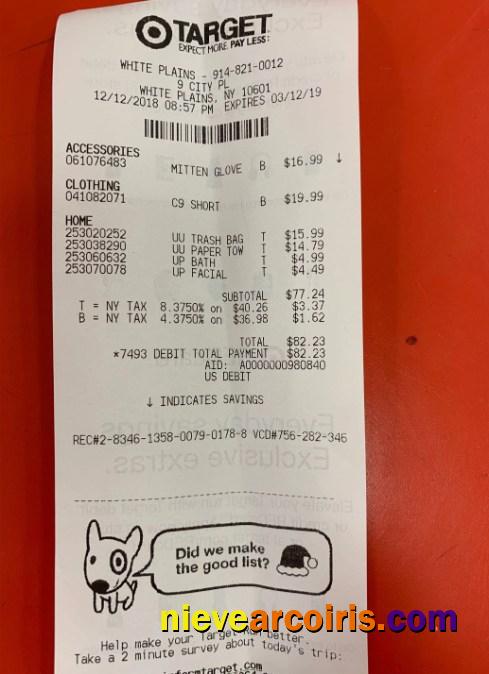 TARGET
EXPECT MORE. PAY LESS.
WHITE PLAINS - 914-821-0012
9 CITY PL
WHITE PLAINS, NY 10601
12/12/2018 08:57 PM EXPIRES 03/12/19
ACCESSORIES
061076483 MITTEN GLOVE B $16.99 ↓
CLOTHING
041082071 C9 SHORT B $19.99
HOME
253020252 UU TRASH BAG T $15.99
253038290 UU PAPER TOW T $14.79
253060632 UP BATH T $4.99
253070078 UP FACIAL T $4.49
SUBTOTAL $77.24
T = NY TAX 8.3750% on $40.26 $3.37
B = NY TAX 4.3750% on $36.98 $1.62
TOTAL $82.23
*7493 DEBIT TOTAL PAYMENT $82.23
AID: A0000000980840
US DEBIT
↓ INDICATES SAVINGS
REC#2-8346-1358-0079-0178-8 VCD#756-282-346
Did we make
the good list?
nievearcoiris.com
Help make your Target Run better.
Take a 2 minute survey about today's trip: